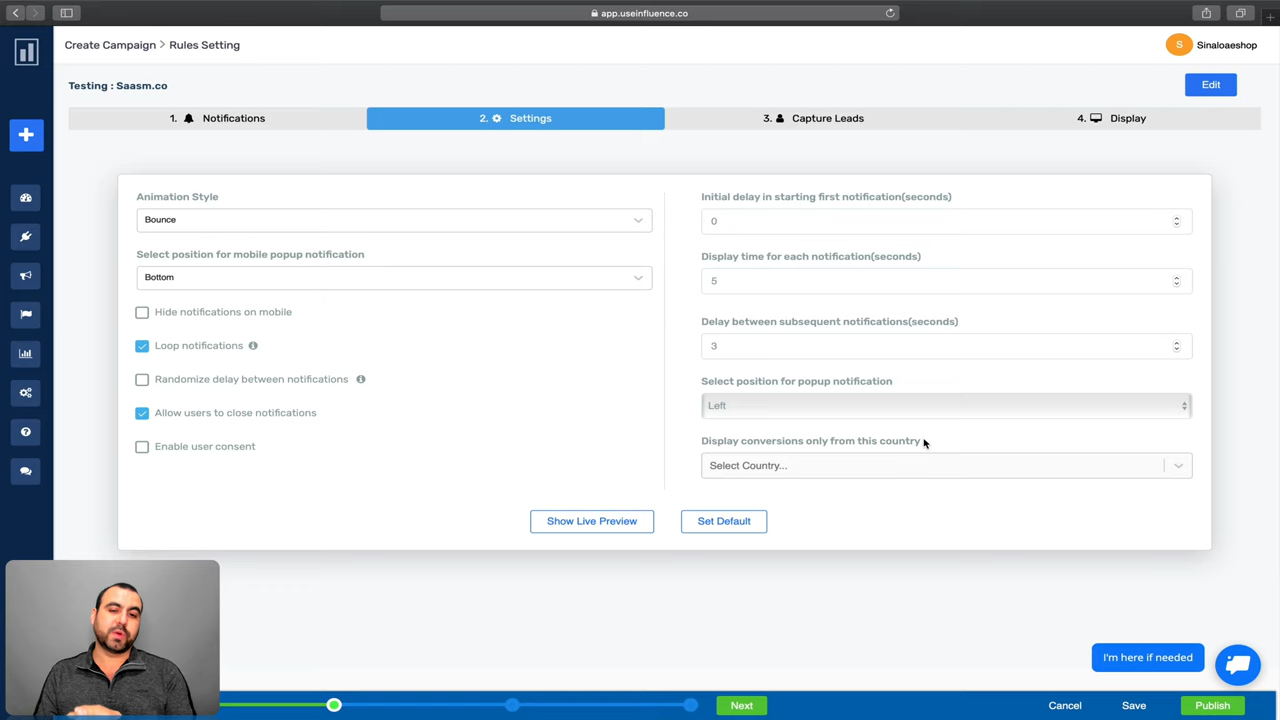 app.useinfluence.co
Create Campaign > Rules Setting
S
Sinaloaeshop
Testing : Saasm.co
Edit
1. Notifications
2. Settings
3. Capture Leads
4. Display
Animation Style
Bounce
Select position for mobile popup notification
Bottom
Hide notifications on mobile
Loop notifications
Randomize delay between notifications
Allow users to close notifications
Enable user consent
Initial delay in starting first notification(seconds)
0
Display time for each notification(seconds)
5
Delay between subsequent notifications(seconds)
3
Select position for popup notification
Left
Display conversions only from this country
Select Country...
Show Live Preview
Set Default
I'm here if needed
Next
Cancel
Save
Publish